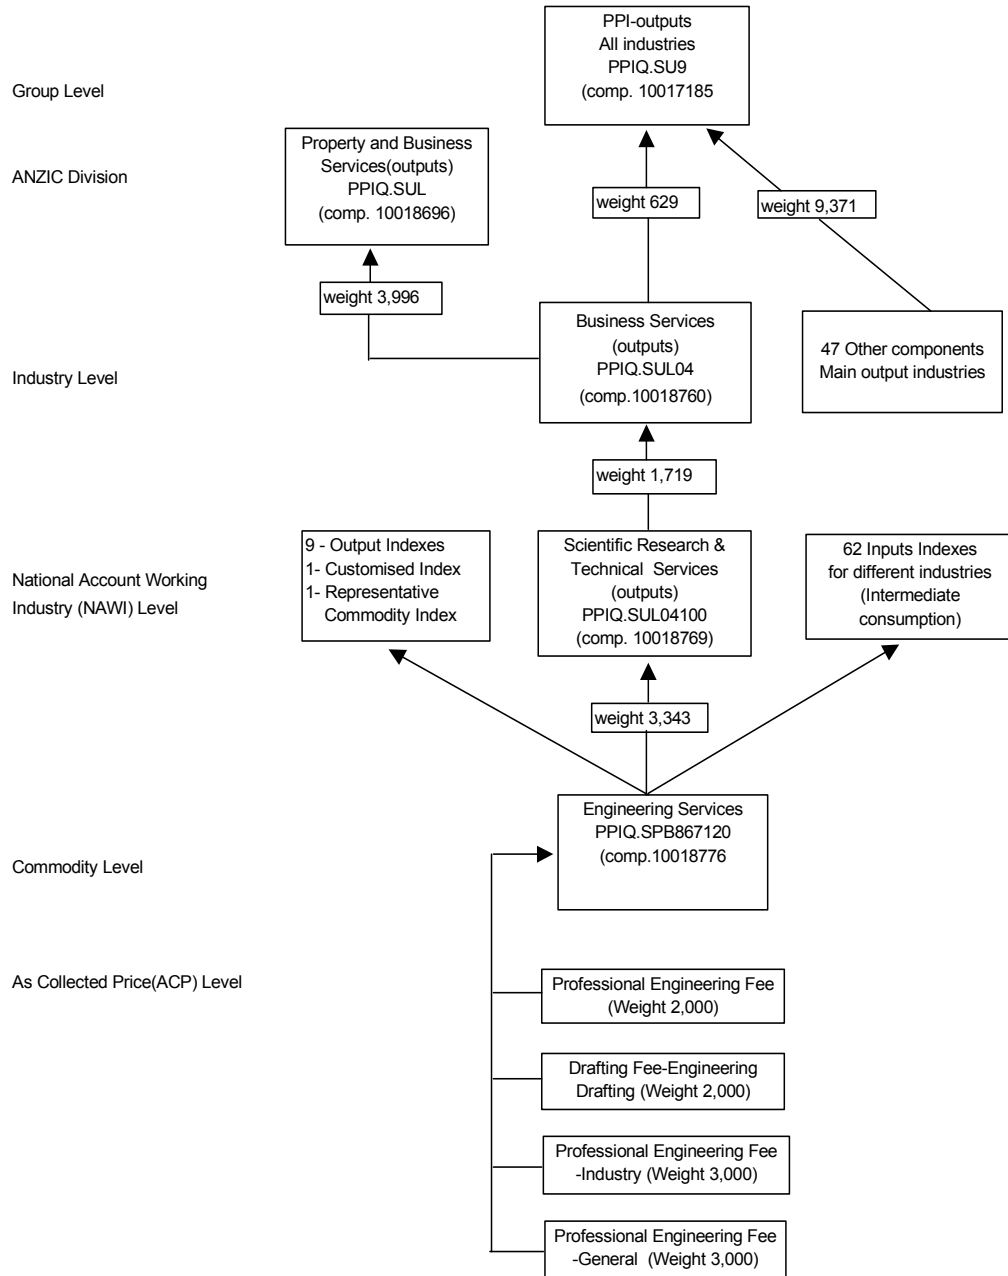 PPI-outputs
All industries
PPIQ.SU9
(comp. 10017185
Group Level
Property and Business
Services(outputs)
PPIQ.SUL
(comp. 10018696)
ANZIC Division
weight 629
weight 9,371
weight 3,996
Business Services
(outputs)
PPIQ.SUL04
(comp.10018760)
47 Other components
Main output industries
Industry Level
weight 1,719
9 - Output Indexes
1- Customised Index
1- Representative
Commodity Index
Scientific Research &
Technical Services
(outputs)
PPIQ.SUL04100
(comp. 10018769)
62 Inputs Indexes
for different industries
(Intermediate
consumption)
National Account Working
Industry (NAWI) Level
weight 3,343
Engineering Services
PPIQ.SPB867120
(comp.10018776
Commodity Level
As Collected Price(ACP) Level
Professional Engineering Fee
(Weight 2,000)
Drafting Fee-Engineering
Drafting (Weight 2,000)
Professional Engineering Fee
-Industry (Weight 3,000)
Professional Engineering Fee
-General (Weight 3,000)